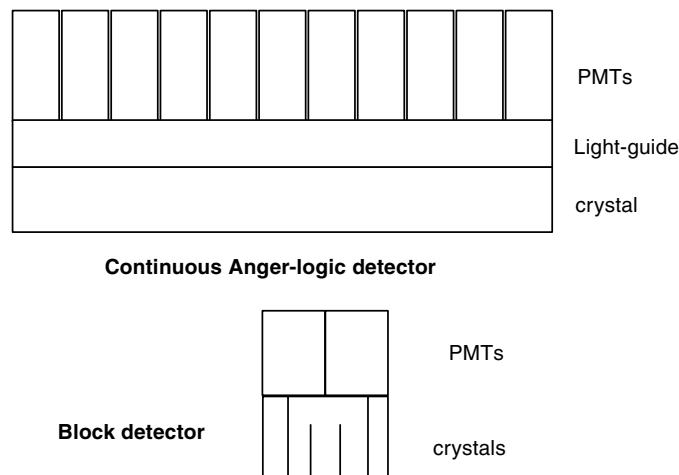 PMTs
Light-guide
crystal
Continuous Anger-logic detector
PMTs
Block detector
crystals